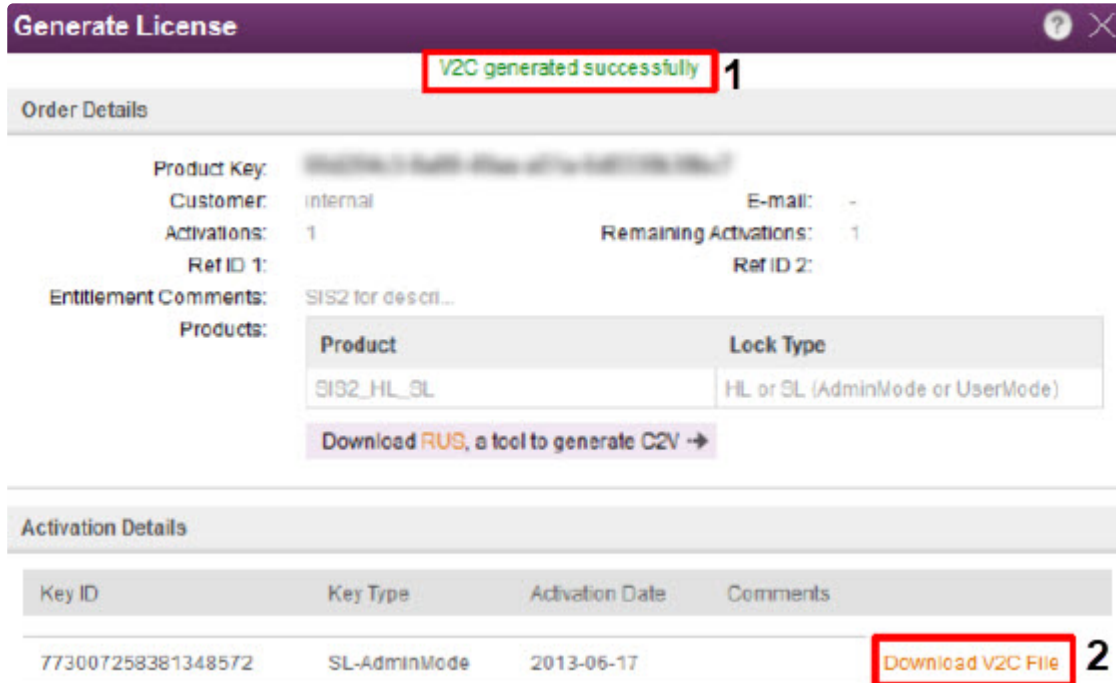 Generate License ?
V2C generated successfully 1
Order Details
Product Key:
Customer: internal E-mail: -
Activations: 1 Remaining Activations: 1
Ref ID 1: Ref ID 2:
Entitlement Comments: SIS2 for descri...
Products:
Product Lock Type
SIS2_HL_SL HL or SL (AdminMode or UserMode)
Download RUS, a tool to generate C2V →
Activation Details
Key ID Key Type Activation Date Comments
773007258381348572 SL-AdminMode 2013-06-17 Download V2C File 2